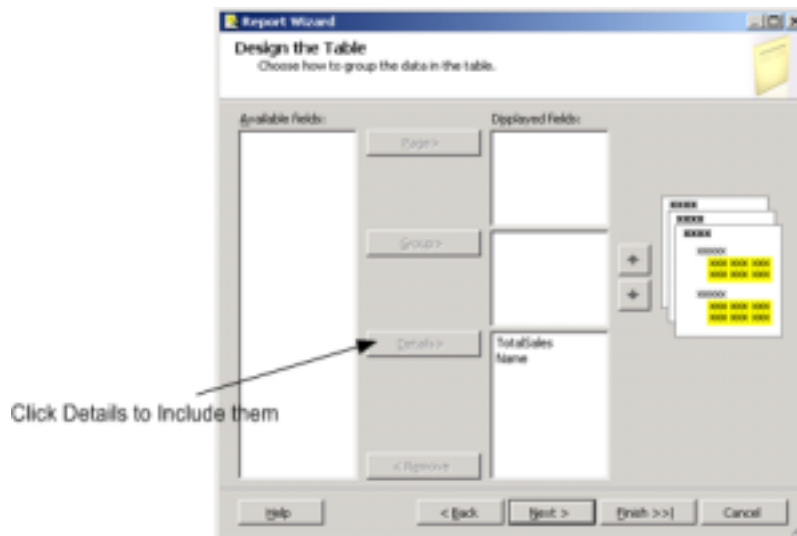 Report Wizard
Design the Table
Choose how to group the data in the table.
Available fields:
Displayed fields:
Page >
Group >
Details >
TotalSales
Name
Click Details to Include them
< Remove
Help
< Back
Next >
Finish >>|
Cancel